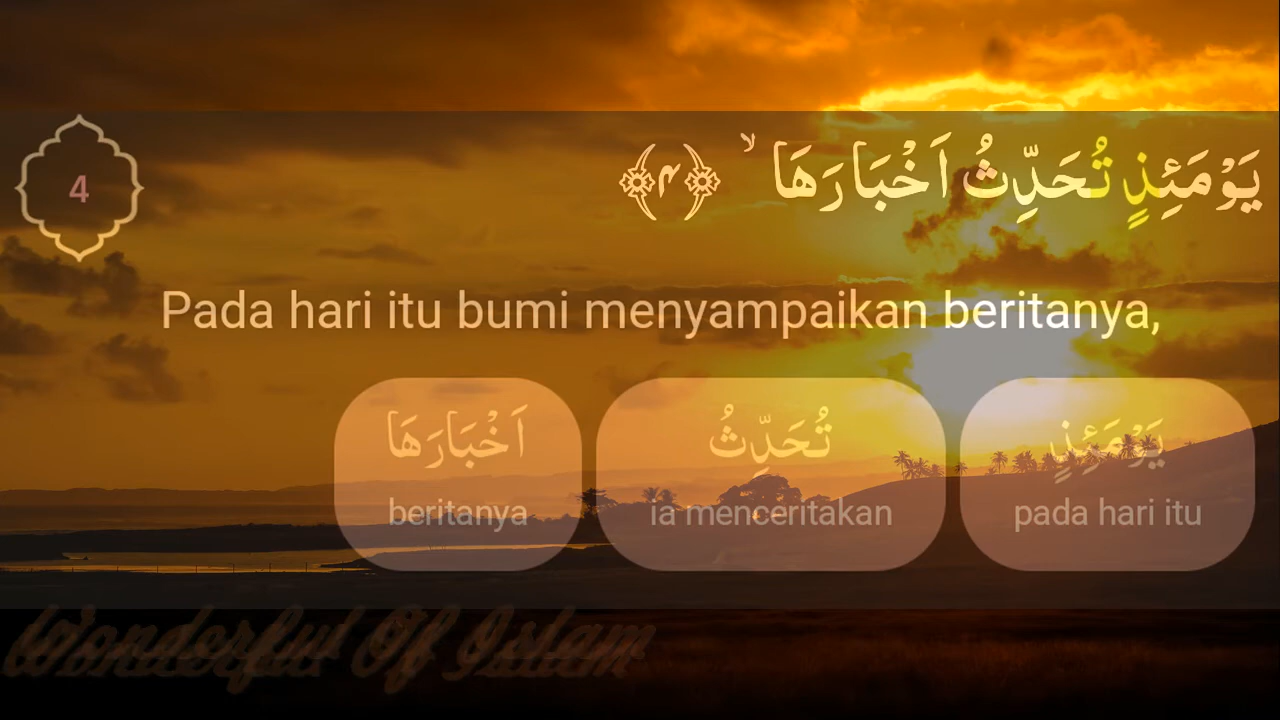 4
يَوْمَئِذٍ تُحَدِّثُ اَخْبَارَهَا ۙ ﴿٤﴾
Pada hari itu bumi menyampaikan beritanya,
يَوْمَئِذٍ
pada hari itu
تُحَدِّثُ
ia menceritakan
اَخْبَارَهَا
beritanya
Wonderful Of Islam